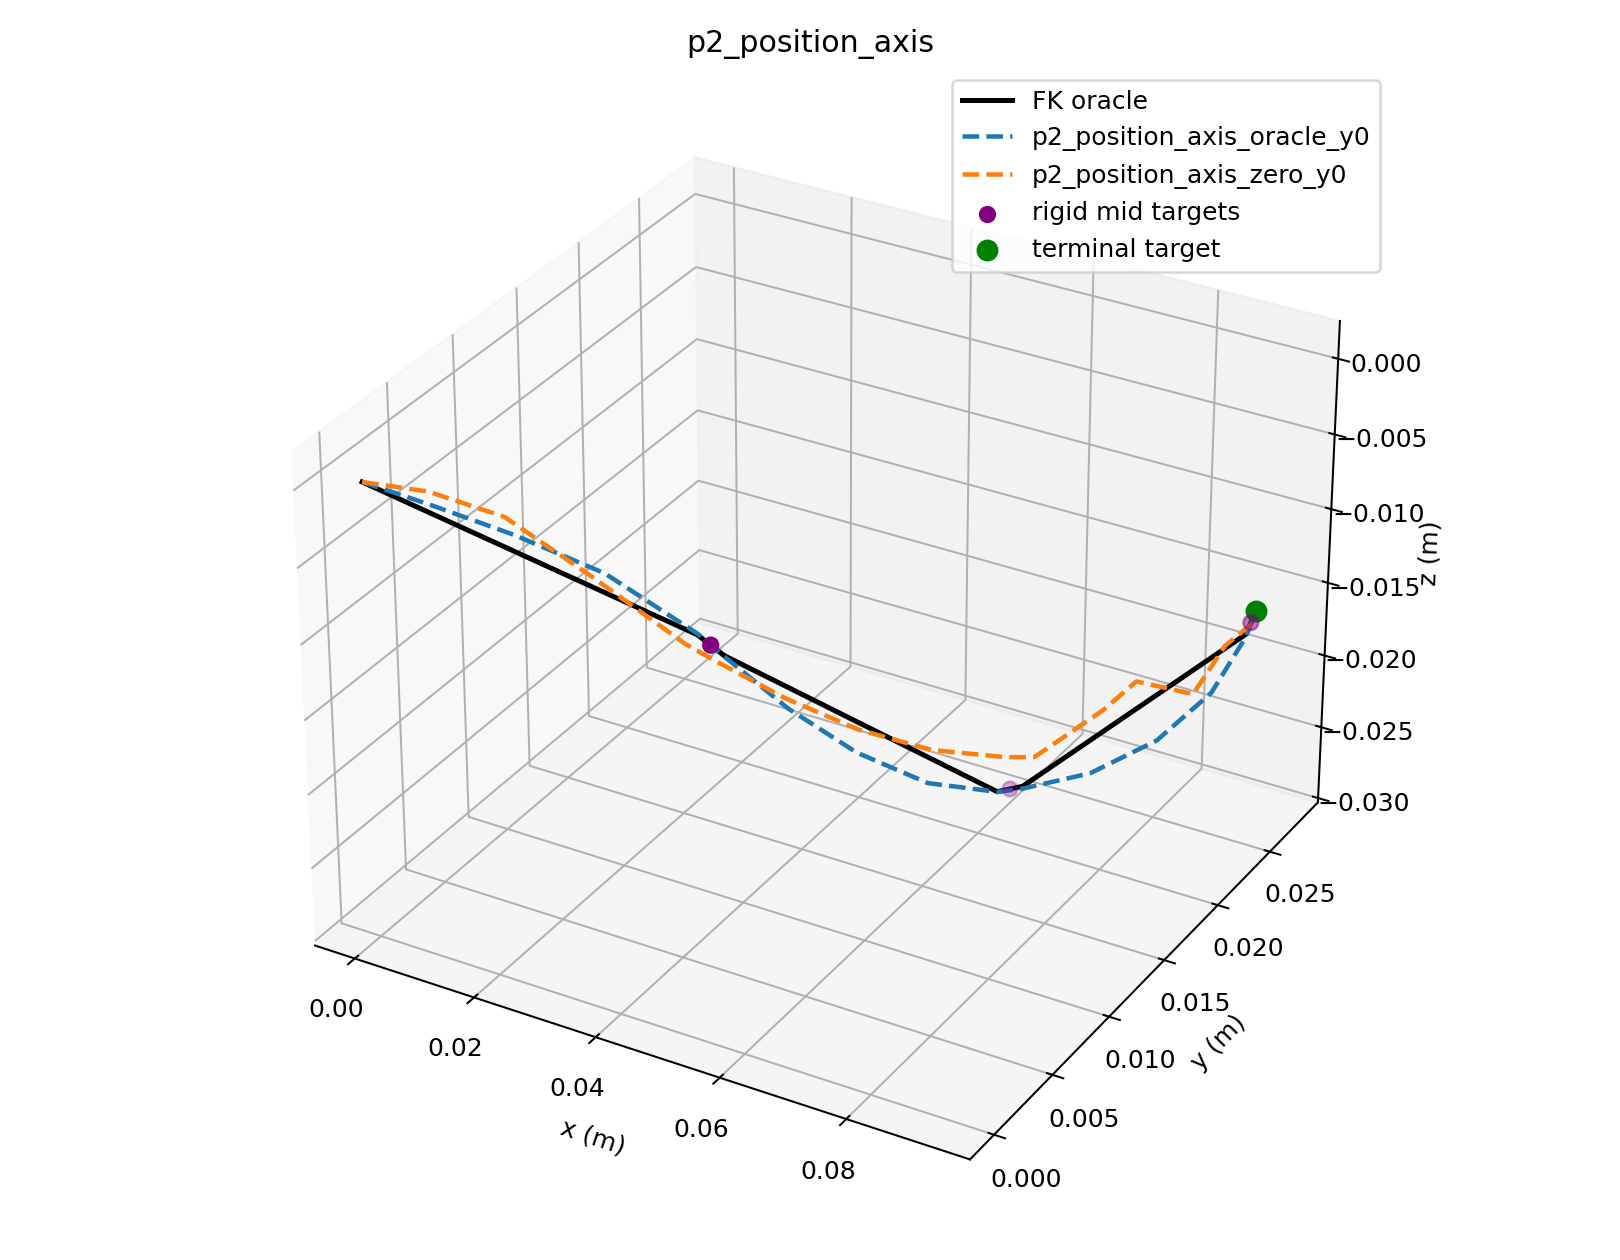 p2_position_axis
FK oracle
p2_position_axis_oracle_y0
p2_position_axis_zero_y0
rigid mid targets
terminal target
0.000
−0.005
−0.010
−0.015
−0.020
−0.025
−0.030
z (m)
0.025
0.020
0.015
0.010
0.005
0.000
y (m)
0.00
0.02
0.04
0.06
0.08
x (m)